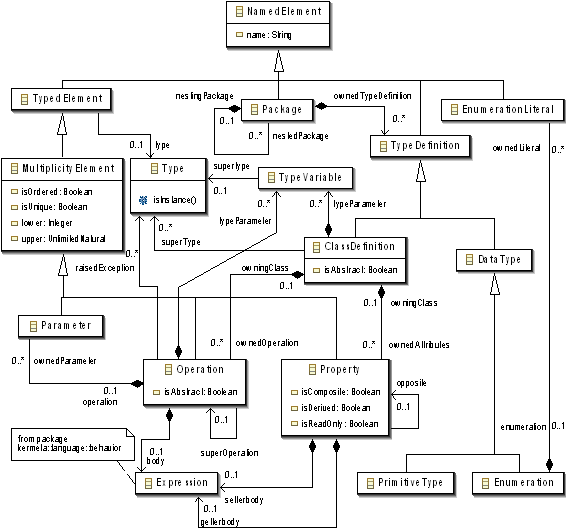 NamedElement
name: String
TypedElement
nestingPackage
0..1
Package
0..*
nestedPackage
ownedTypeDefinition
0..*
EnumerationLiteral
ownedLiteral
0..*
TypeDefinition
0..1
type
MultiplicityElement
isOrdered: Boolean
isUnique: Boolean
lower: Integer
upper: UnlimitedNatural
Type
isInstance()
superType
0..1
TypeVariable
0..*
typeParameter
0..*
typeParameter
0..*
superType
0..*
raisedException
ClassDefinition
isAbstract: Boolean
DataType
owningClass
0..1
0..1
owningClass
Parameter
0..*
ownedParameter
0..*
ownedOperation
0..*
ownedAttributes
Operation
isAbstract: Boolean
0..1
operation
Property
isComposite: Boolean
isDerived: Boolean
isReadOnly: Boolean
opposite
0..1
0..1
superOperation
enumeration
0..1
from package
kermeta::language::behavior
0..1
body
Expression
0..1
setterbody
0..1
getterbody
PrimitiveType
Enumeration